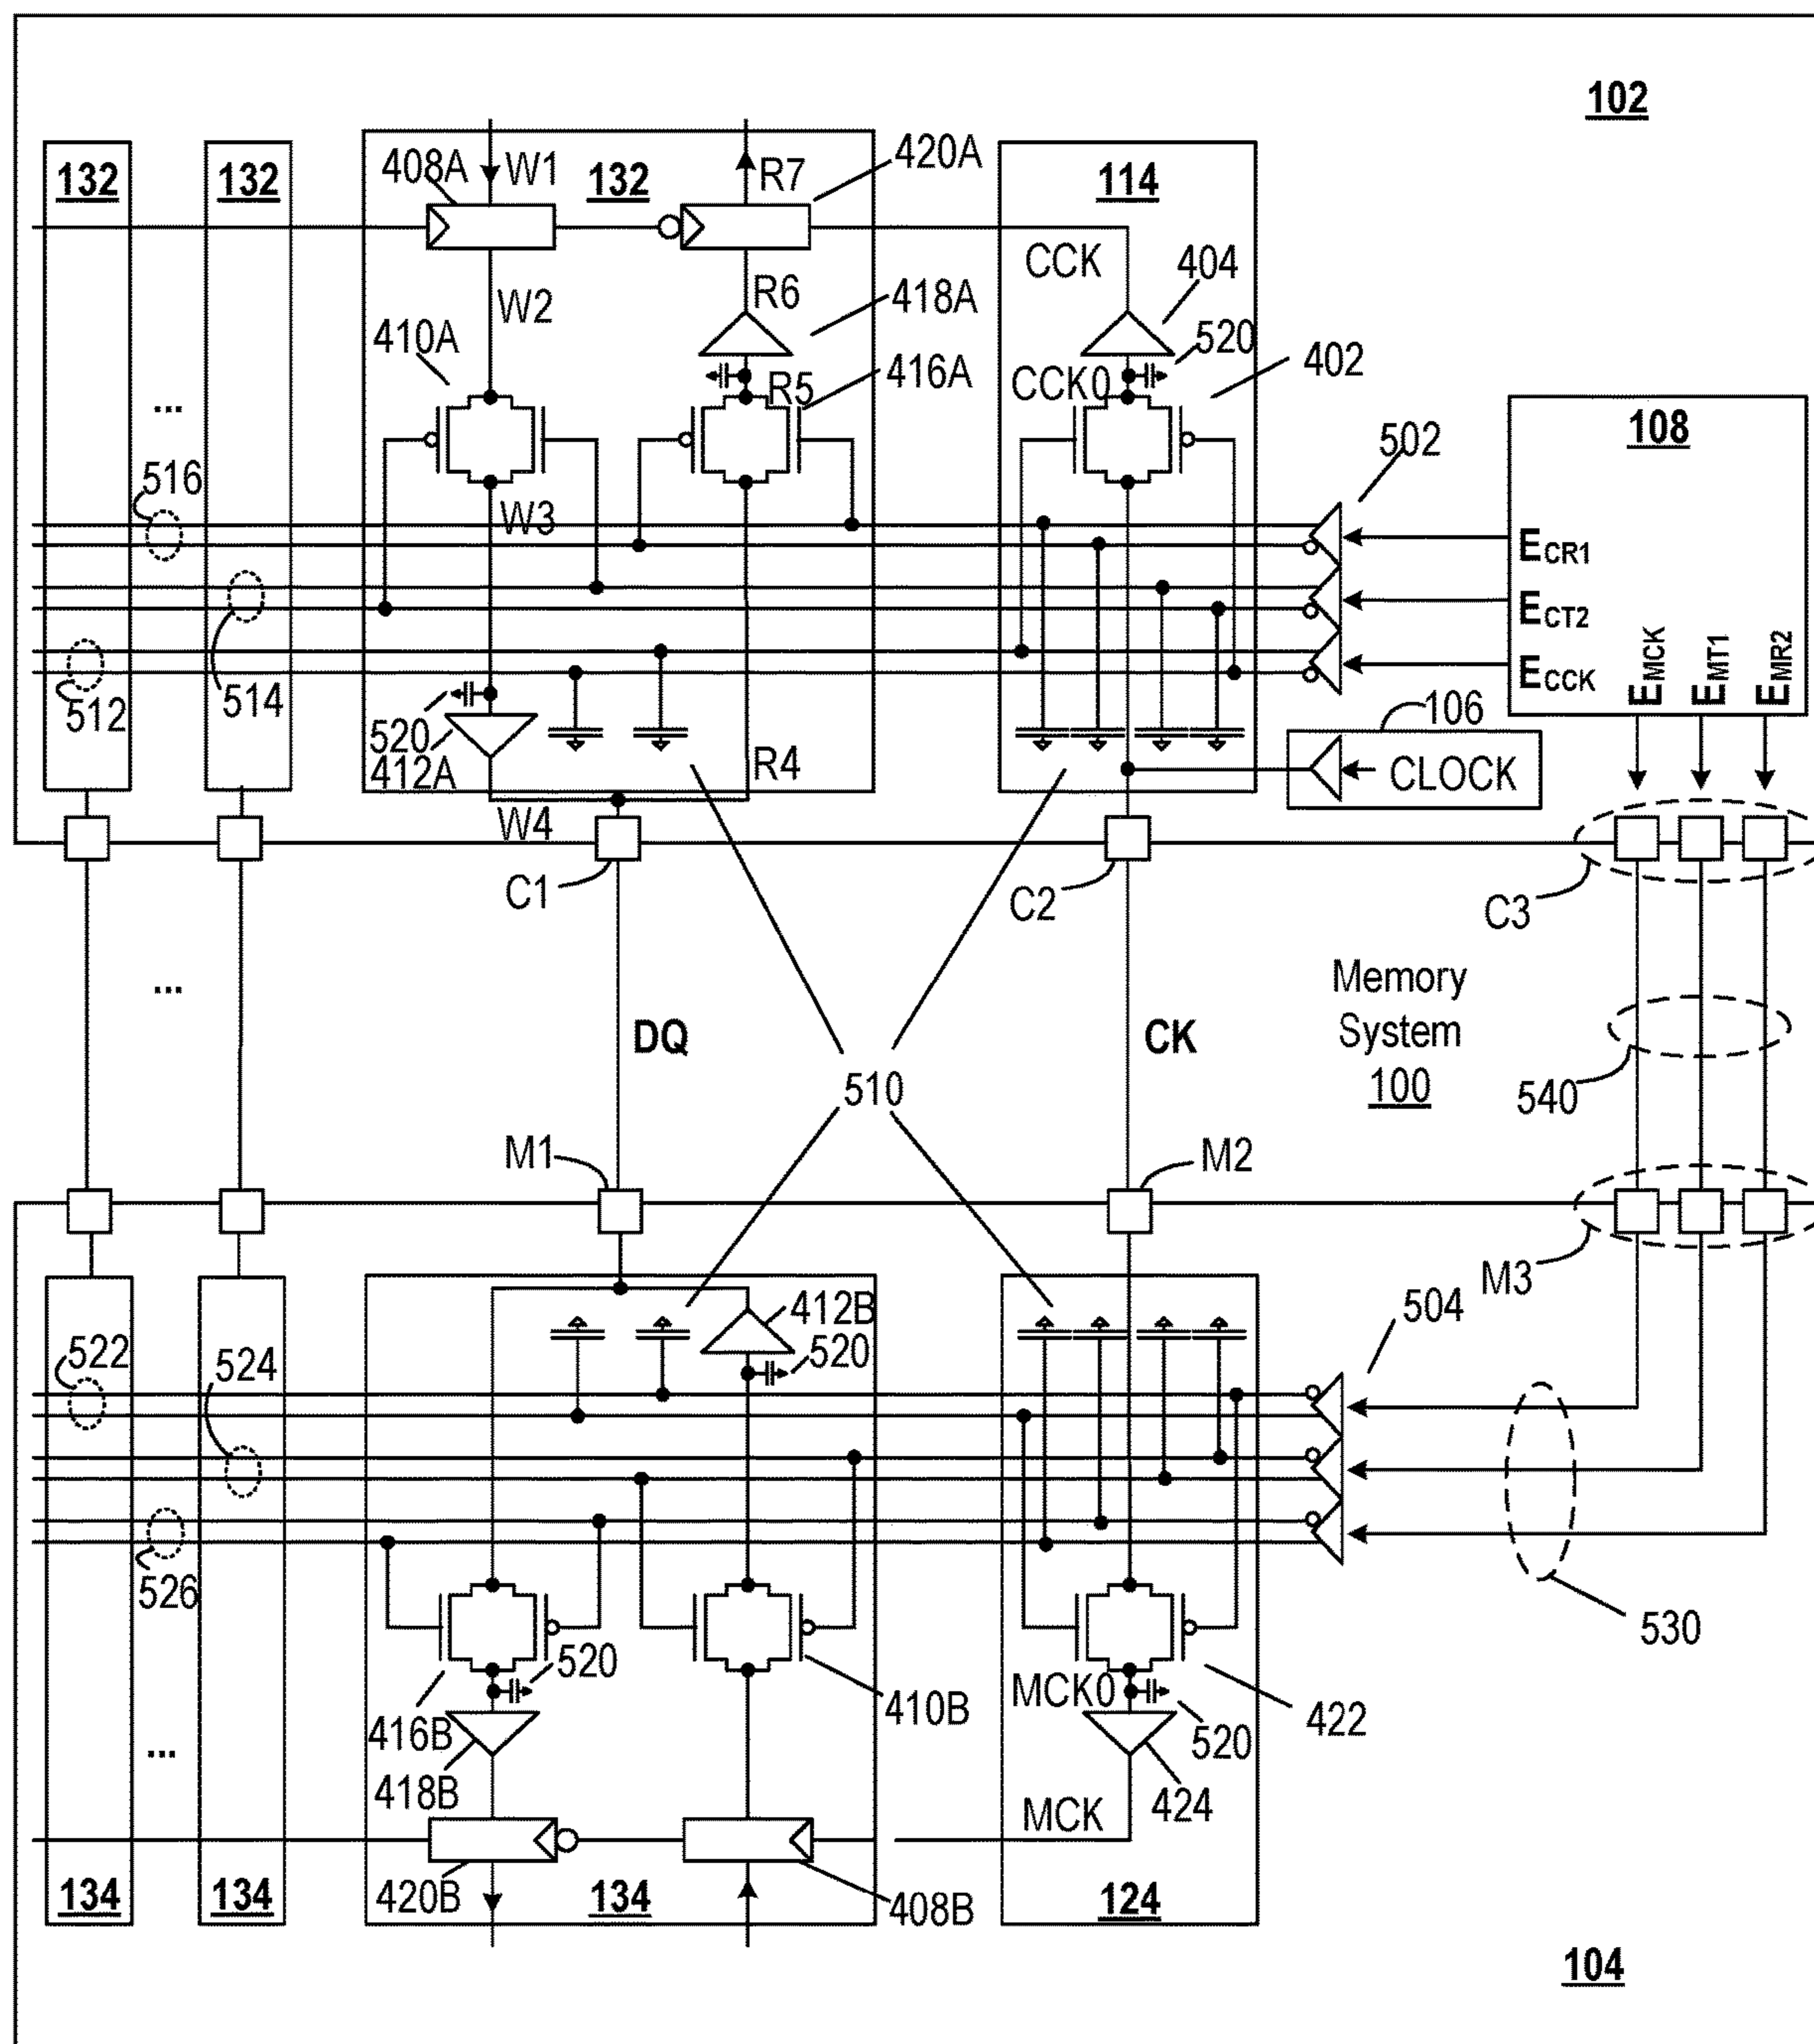 102
132
132
408A
W1
132
R7
420A
114
CCK
404
W2
R6
418A
410A
520
CCK0
402
R5
416A
...
108
502
516
W3
ECR1
ECT2
ECCK
EMCK
EMT1
EMR2
512
514
520
412A
R4
106
CLOCK
W4
C1
C2
C3
...
DQ
CK
Memory
System
100
510
540
M1
M2
M3
412B
504
522
524
520
526
530
520
416B
410B
MCK0
422
520
...
418B
MCK
424
134
134
420B
134
408B
124
104